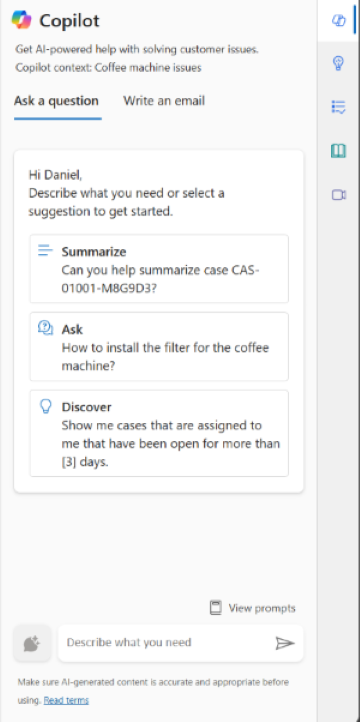 Copilot
Get AI-powered help with solving customer issues.
Copilot context: Coffee machine issues
Ask a question
Write an email
Hi Daniel,
Describe what you need or select a
suggestion to get started.
Summarize
Can you help summarize case CAS-
01001-M8G9D3?
Ask
How to install the filter for the coffee
machine?
Discover
Show me cases that are assigned to
me that have been open for more than
[3] days.
View prompts
Describe what you need
Make sure AI-generated content is accurate and appropriate before
using. Read terms